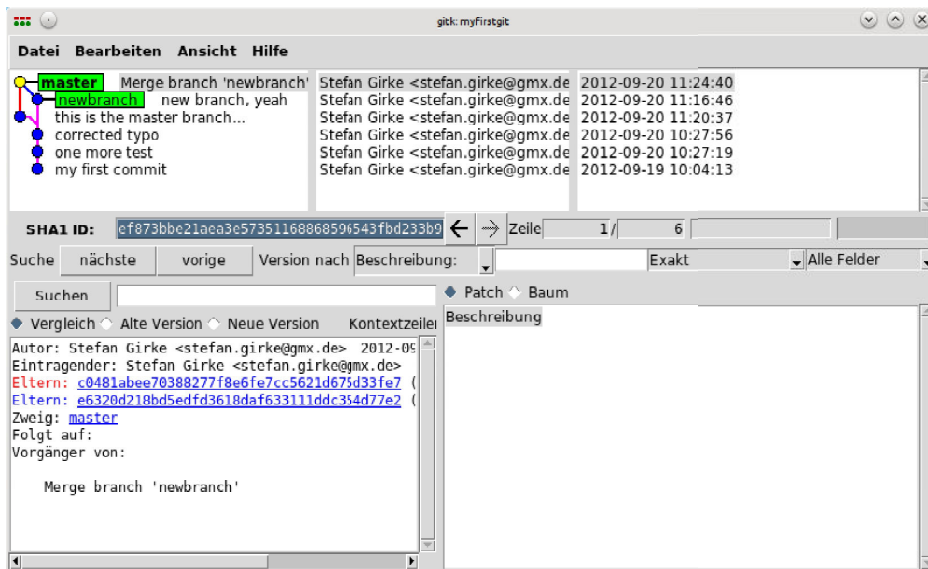 gitk: myfirstgit
Datei Bearbeiten Ansicht Hilfe
master Merge branch 'newbranch' Stefan Girke <stefan.girke@gmx.de 2012-09-20 11:24:40
newbranch new branch, yeah Stefan Girke <stefan.girke@gmx.de 2012-09-20 11:16:46
this is the master branch... Stefan Girke <stefan.girke@gmx.de 2012-09-20 11:20:37
corrected typo Stefan Girke <stefan.girke@gmx.de 2012-09-20 10:27:56
one more test Stefan Girke <stefan.girke@gmx.de 2012-09-20 10:27:19
my first commit Stefan Girke <stefan.girke@gmx.de 2012-09-19 10:04:13
SHA1 ID: ef873bbe21aea3e57351168868596543fbd233b9 Zeile 1 / 6
Suche nächste vorige Version nach Beschreibung: Exakt Alle Felder
Suchen
Patch Baum
Vergleich Alte Version Neue Version Kontextzeilen
Beschreibung
Autor: Stefan Girke <stefan.girke@gmx.de> 2012-09
Eintragender: Stefan Girke <stefan.girke@gmx.de>
Eltern: c0481abee70388277f8e6fe7cc5621d675d33fe7 (
Eltern: e6320d218bd5edfd3618daf633111ddc354d77e2 (
Zweig: master
Folgt auf:
Vorgänger von:
Merge branch 'newbranch'